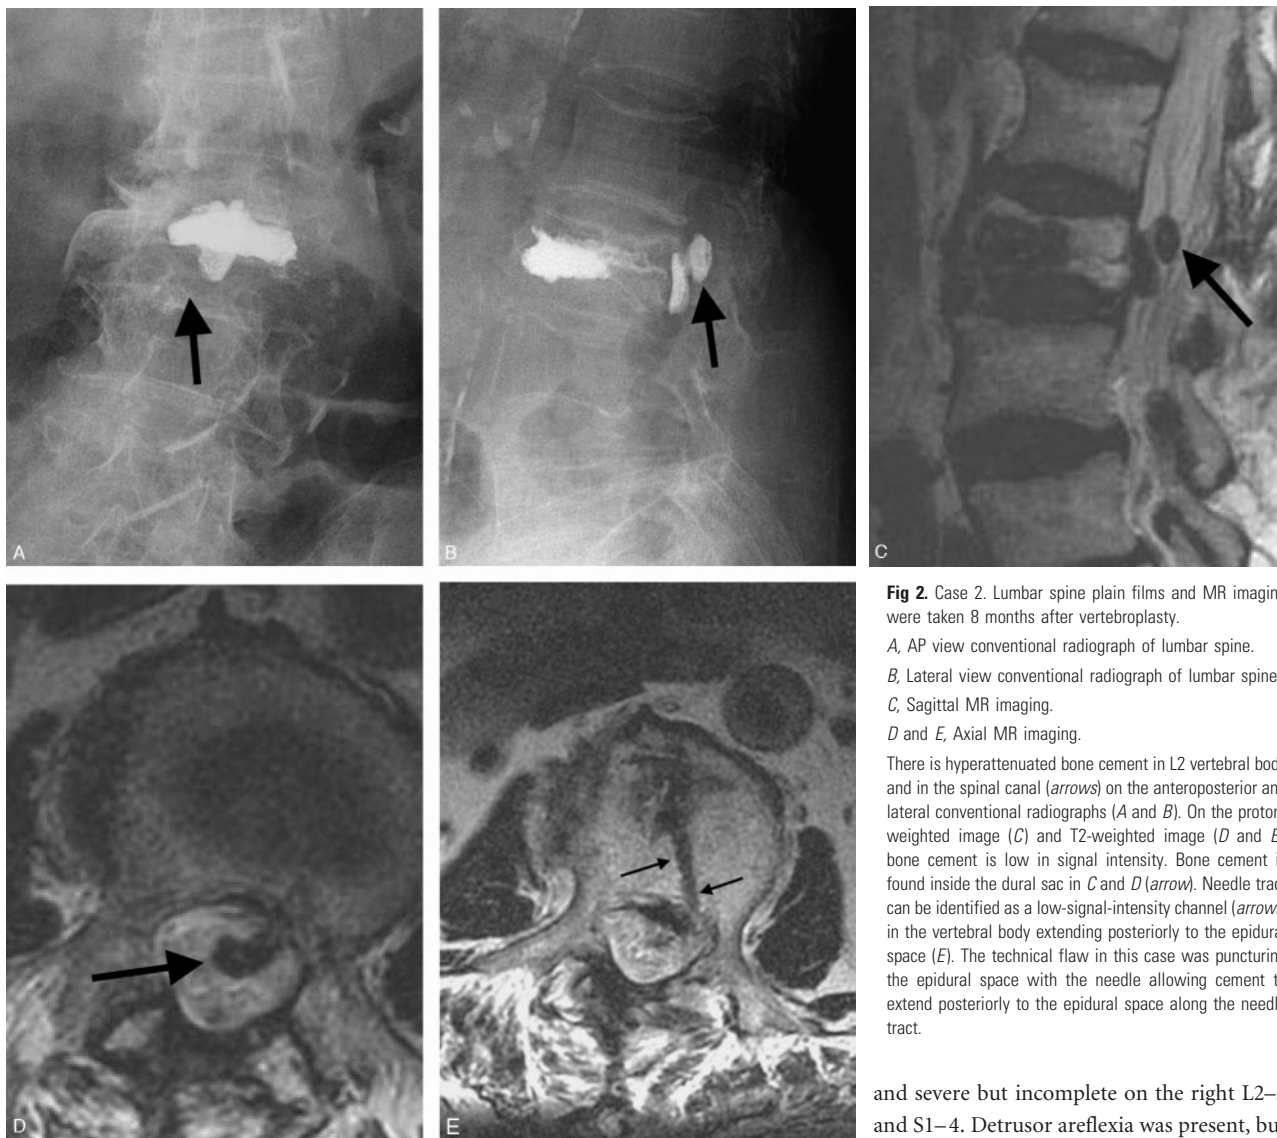 A
B
C
D
E
Fig 2. Case 2. Lumbar spine plain films and MR imagin
were taken 8 months after vertebroplasty.
A, AP view conventional radiograph of lumbar spine.
B, Lateral view conventional radiograph of lumbar spine
C, Sagittal MR imaging.
D and E, Axial MR imaging.
There is hyperattenuated bone cement in L2 vertebral bod
and in the spinal canal (arrows) on the anteroposterior an
lateral conventional radiographs (A and B). On the proton
weighted image (C) and T2-weighted image (D and E
bone cement is low in signal intensity. Bone cement i
found inside the dural sac in C and D (arrow). Needle trac
can be identified as a low-signal-intensity channel (arrows
in the vertebral body extending posteriorly to the epidura
space (E). The technical flaw in this case was puncturin
the epidural space with the needle allowing cement t
extend posteriorly to the epidural space along the needl
tract.
and severe but incomplete on the right L2–
and S1–4. Detrusor areflexia was present, bu